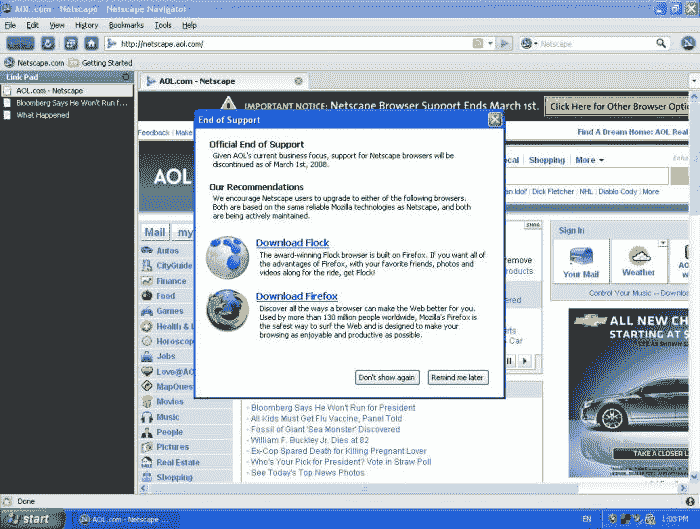 AOL.com - Netscape - Netscape Navigator
File Edit View History Bookmarks Tools Help
http://netscape.aol.com/
Netscape
Netscape.com Getting Started
Link Pad
AOL.com - Netscape
Bloomberg Says He Won't Run f...
What Happened
AOL.com - Netscape
IMPORTANT NOTICE: Netscape Browser Support Ends March 1st.
Click Here for Other Browser Optio
Feedback | Make
Find A Dream Home: AOL Real
AOL
cal Shopping More
an Idol | Dick Fletcher | NHL | Diablo Cody | More
End of Support
Official End of Support
Given AOL's current business focus, support for Netscape browsers will be
discontinued as of March 1st, 2008.
Our Recommendations
We encourage Netscape users to upgrade to either of the following browsers.
Both are based on the same reliable Mozilla technologies as Netscape, and both
are being actively maintained.
Download Flock
The award-winning Flock browser is built on Firefox. If you want all of
the advantages of Firefox, with your favorite friends, photos and
videos along for the ride, get Flock!
Download Firefox
Discover all the ways a browser can make the Web better for you.
Used by more than 130 million people worldwide, Mozilla's Firefox is
the safest way to surf the Web and is designed to make your
browsing as enjoyable and productive as possible.
Don't show again
Remind me later
Mail my
Autos
CityGuide
Finance
Food
Games
Health & L
Horoscop
Jobs
Love@AO
MapQues
Movies
Music
People
Pictures
Real Estate
Shopping
remove
roducts
Car
Sign In
Your Mail
Weather
Control Your Music
ALL NEW CH
STARTING AT
TAKE A CLOSER L
- Bloomberg Says He Won't Run for President
- All Kids Must Get Flu Vaccine, Panel Told
- Fossil of Giant 'Sea Monster' Discovered
- William F. Buckley Jr. Dies at 82
- Ex-Cop Spared Death for Killing Pregnant Lover
- Who's Your Pick for President? Vote in Straw Poll
- See Today's Top News Photos
Done
start
AOL.com - Netscape ...
EN
1:00 PM